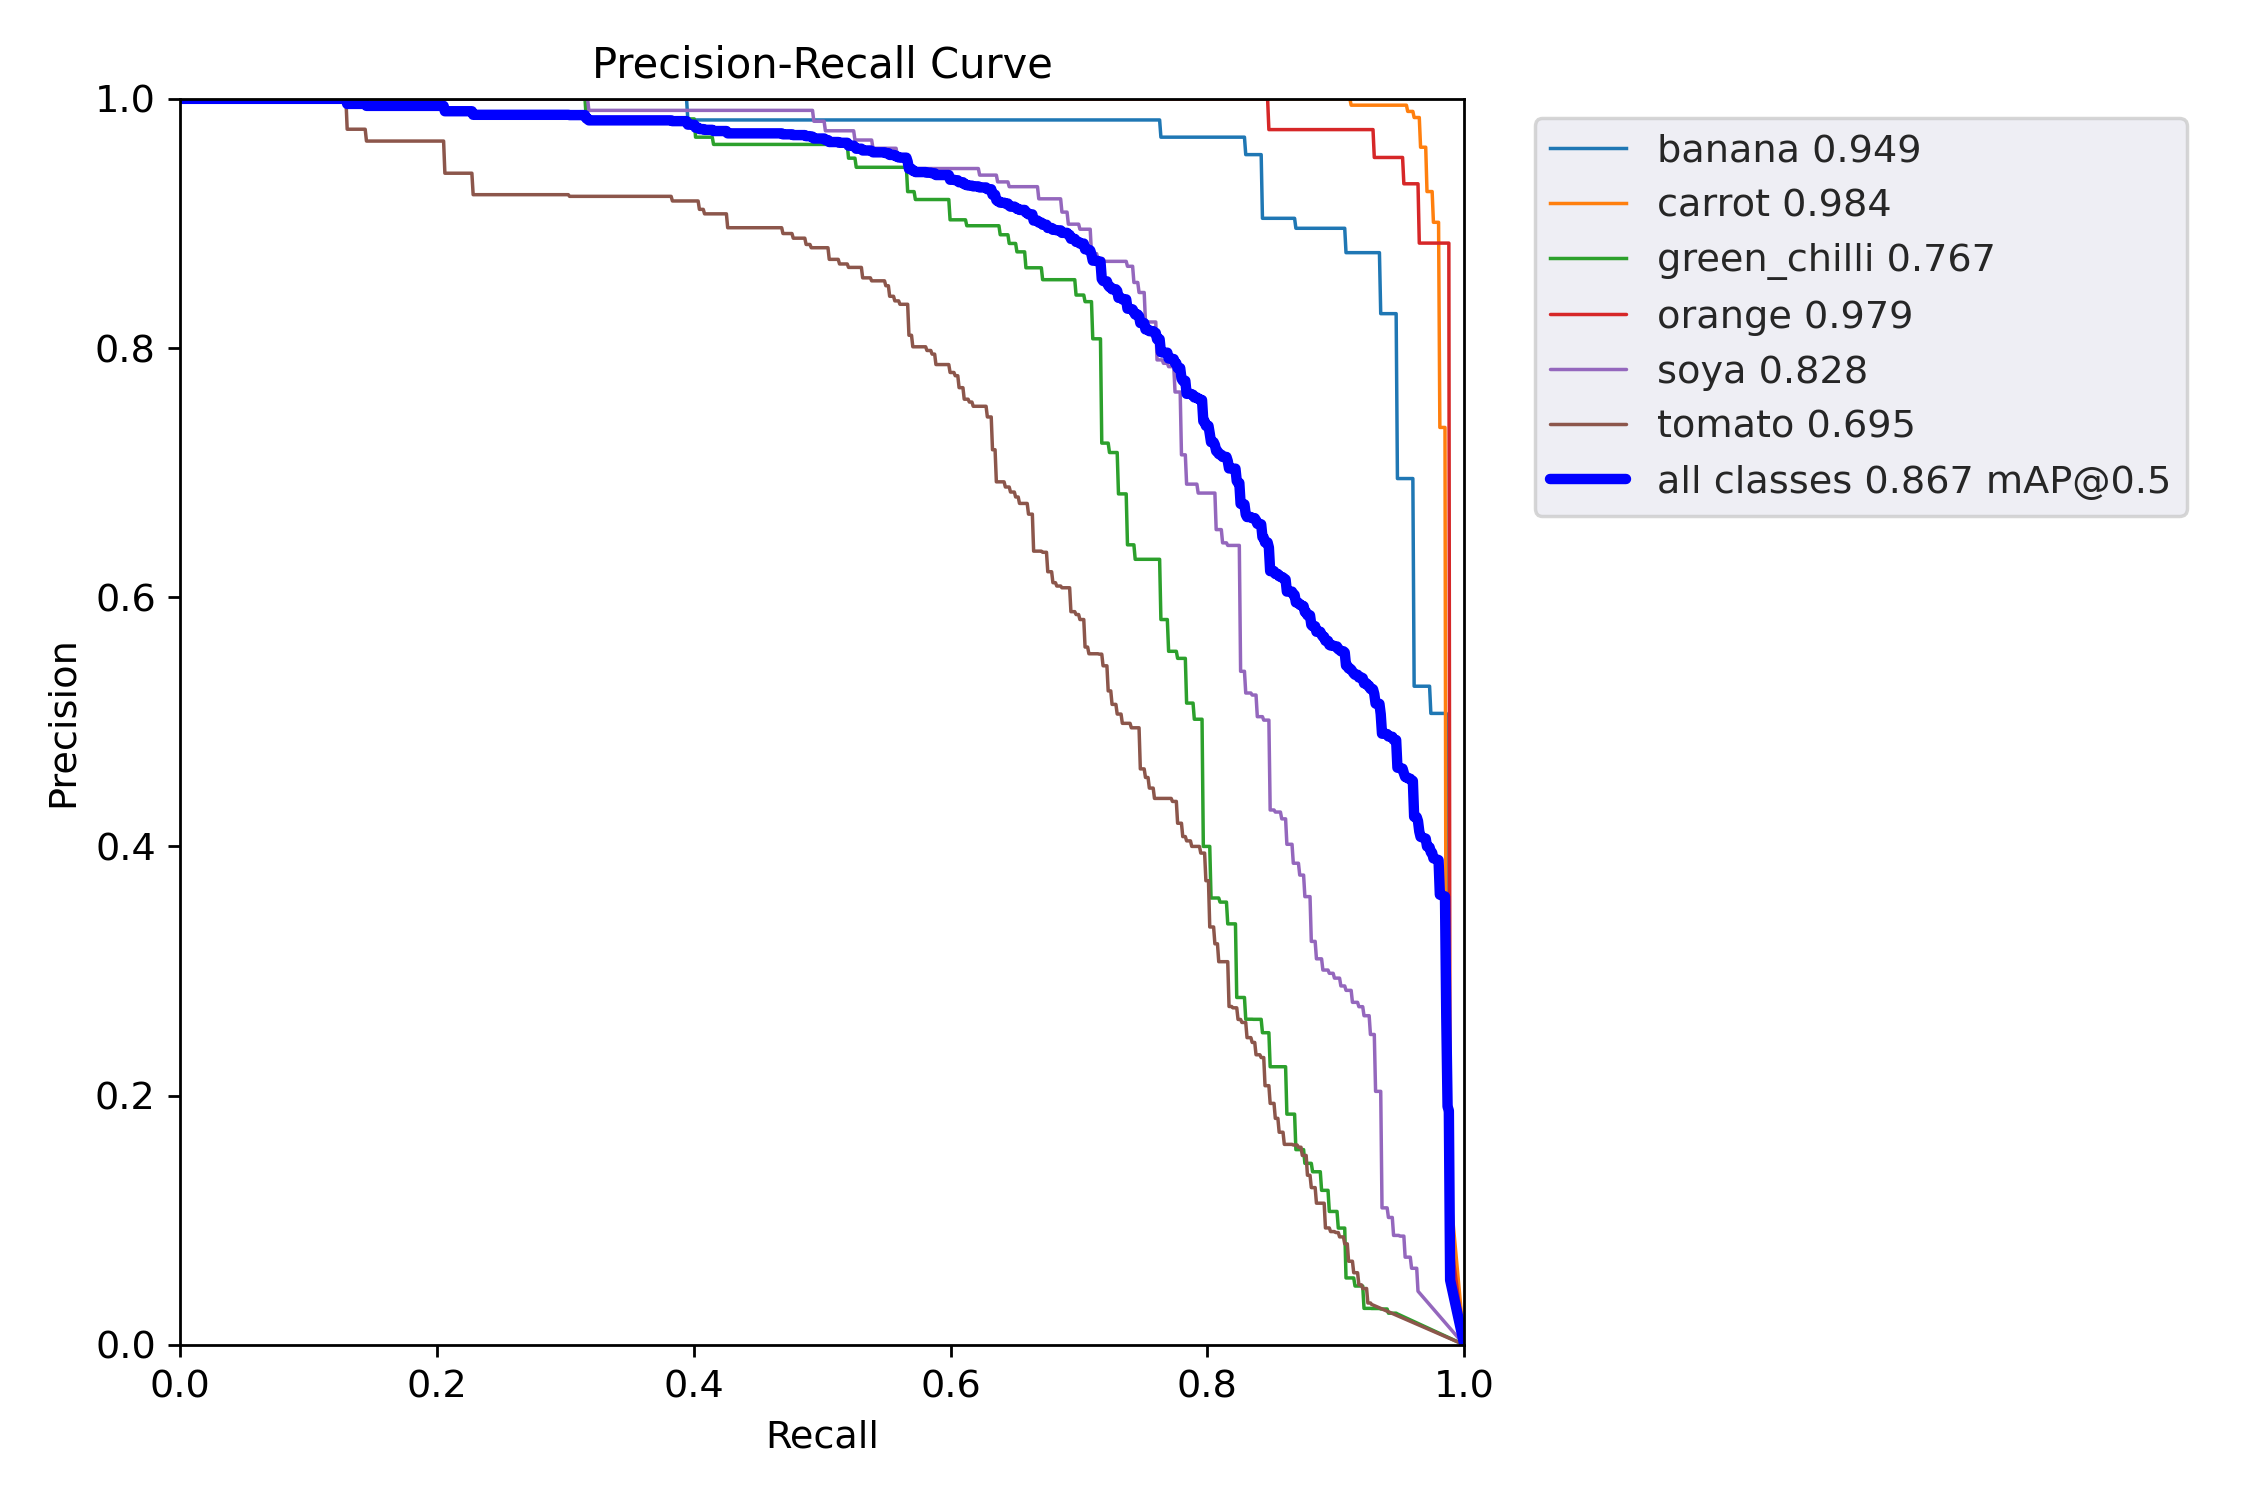 Precision-Recall Curve
1.0
0.8
0.6
0.4
0.2
0.0
Precision
0.0 0.2 0.4 0.6 0.8 1.0
Recall
banana 0.949
carrot 0.984
green_chilli 0.767
orange 0.979
soya 0.828
tomato 0.695
all classes 0.867 mAP@0.5